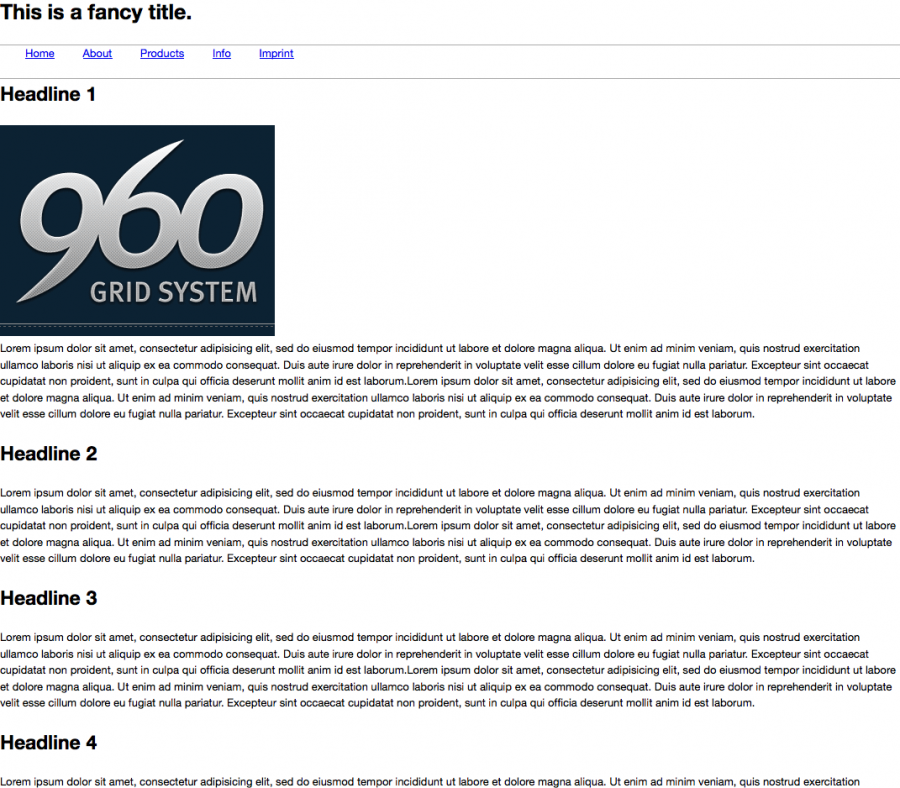 This is a fancy title.
Home About Products Info Imprint
Headline 1
960
GRID SYSTEM
Lorem ipsum dolor sit amet, consectetur adipisicing elit, sed do eiusmod tempor incididunt ut labore et dolore magna aliqua. Ut enim ad minim veniam, quis nostrud exercitation
ullamco laboris nisi ut aliquip ex ea commodo consequat. Duis aute irure dolor in reprehenderit in voluptate velit esse cillum dolore eu fugiat nulla pariatur. Excepteur sint occaecat
cupidatat non proident, sunt in culpa qui officia deserunt mollit anim id est laborum.Lorem ipsum dolor sit amet, consectetur adipisicing elit, sed do eiusmod tempor incididunt ut labore
et dolore magna aliqua. Ut enim ad minim veniam, quis nostrud exercitation ullamco laboris nisi ut aliquip ex ea commodo consequat. Duis aute irure dolor in reprehenderit in voluptate
velit esse cillum dolore eu fugiat nulla pariatur. Excepteur sint occaecat cupidatat non proident, sunt in culpa qui officia deserunt mollit anim id est laborum.
Headline 2
Lorem ipsum dolor sit amet, consectetur adipisicing elit, sed do eiusmod tempor incididunt ut labore et dolore magna aliqua. Ut enim ad minim veniam, quis nostrud exercitation
ullamco laboris nisi ut aliquip ex ea commodo consequat. Duis aute irure dolor in reprehenderit in voluptate velit esse cillum dolore eu fugiat nulla pariatur. Excepteur sint occaecat
cupidatat non proident, sunt in culpa qui officia deserunt mollit anim id est laborum.Lorem ipsum dolor sit amet, consectetur adipisicing elit, sed do eiusmod tempor incididunt ut labore
et dolore magna aliqua. Ut enim ad minim veniam, quis nostrud exercitation ullamco laboris nisi ut aliquip ex ea commodo consequat. Duis aute irure dolor in reprehenderit in voluptate
velit esse cillum dolore eu fugiat nulla pariatur. Excepteur sint occaecat cupidatat non proident, sunt in culpa qui officia deserunt mollit anim id est laborum.
Headline 3
Lorem ipsum dolor sit amet, consectetur adipisicing elit, sed do eiusmod tempor incididunt ut labore et dolore magna aliqua. Ut enim ad minim veniam, quis nostrud exercitation
ullamco laboris nisi ut aliquip ex ea commodo consequat. Duis aute irure dolor in reprehenderit in voluptate velit esse cillum dolore eu fugiat nulla pariatur. Excepteur sint occaecat
cupidatat non proident, sunt in culpa qui officia deserunt mollit anim id est laborum.Lorem ipsum dolor sit amet, consectetur adipisicing elit, sed do eiusmod tempor incididunt ut labore
et dolore magna aliqua. Ut enim ad minim veniam, quis nostrud exercitation ullamco laboris nisi ut aliquip ex ea commodo consequat. Duis aute irure dolor in reprehenderit in voluptate
velit esse cillum dolore eu fugiat nulla pariatur. Excepteur sint occaecat cupidatat non proident, sunt in culpa qui officia deserunt mollit anim id est laborum.
Headline 4
Lorem ipsum dolor sit amet, consectetur adipisicing elit, sed do eiusmod tempor incididunt ut labore et dolore magna aliqua. Ut enim ad minim veniam, quis nostrud exercitation